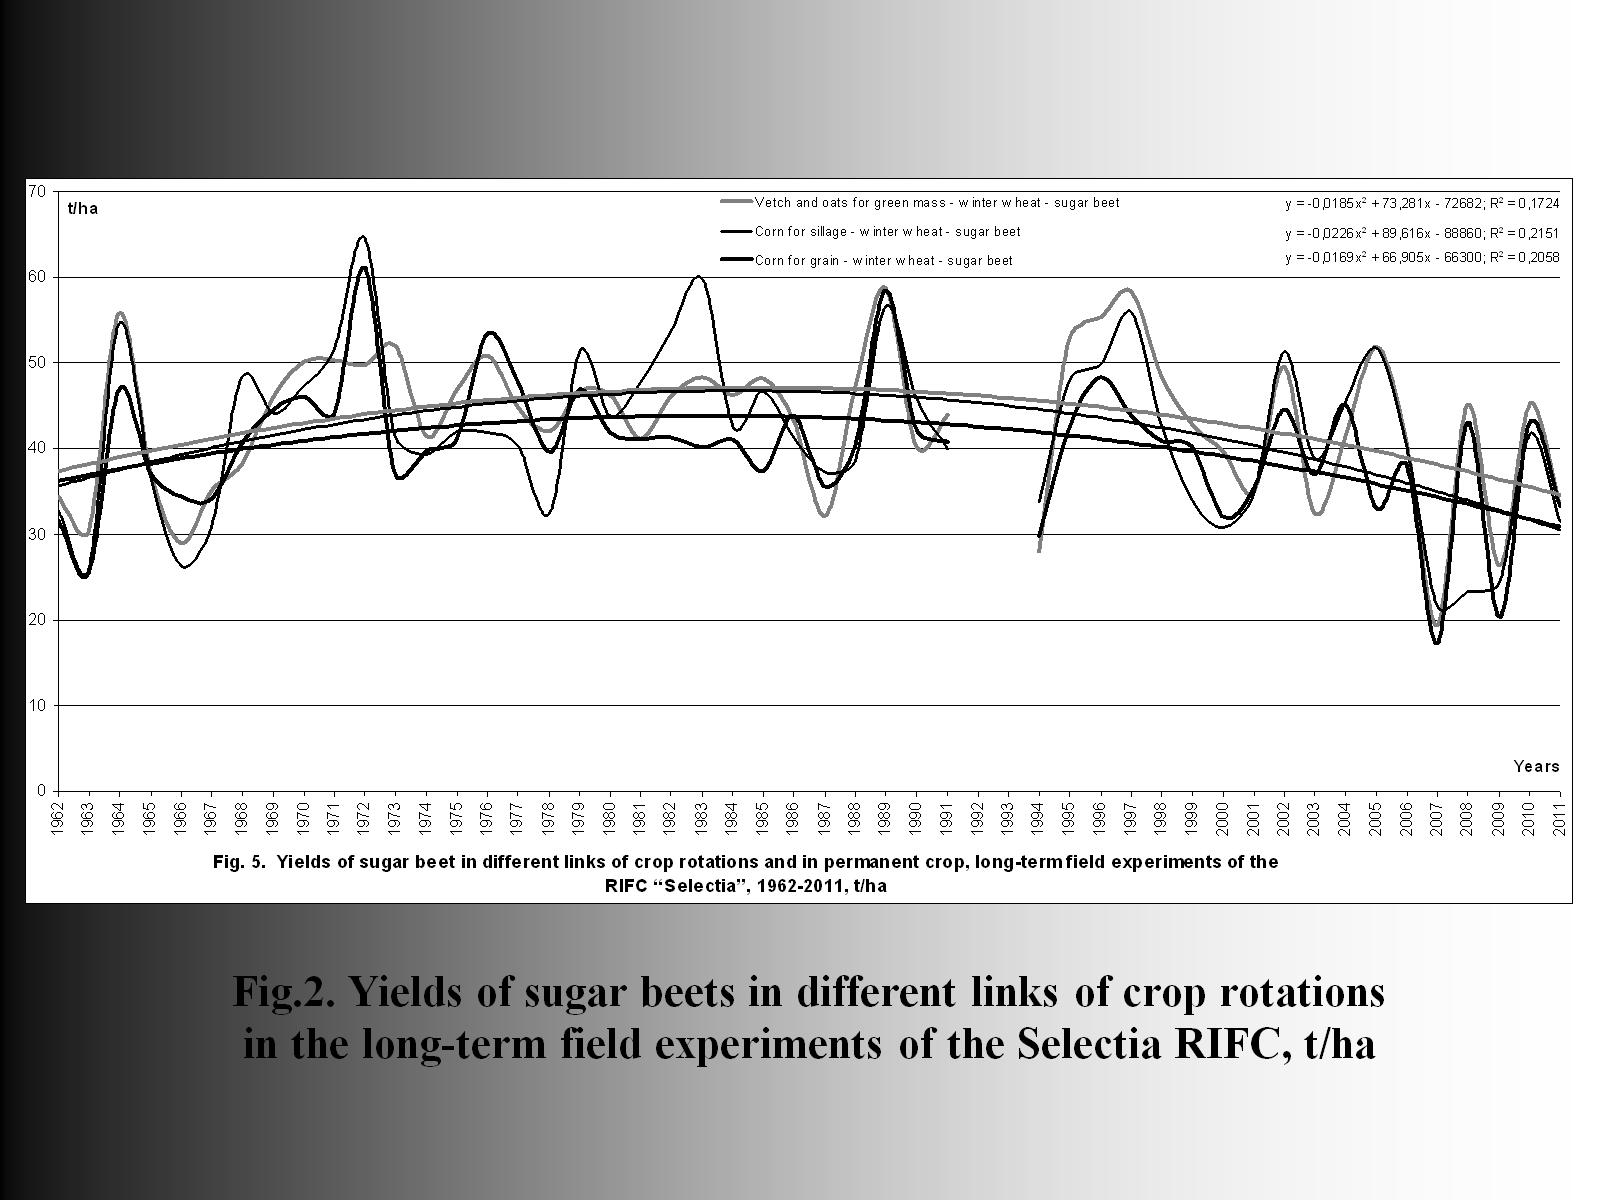 70
t/ha
Vetch and oats for green mass - winter wheat - sugar beet
y = -0,0185x² + 73,281x - 72682; R² = 0,1724
Corn for sillage - winter wheat - sugar beet
y = -0,0226x² + 89,616x - 88860; R² = 0,2151
Corn for grain - winter wheat - sugar beet
y = -0,0169x² + 66,905x - 66300; R² = 0,2058
60
50
40
30
20
10
0
Years
1962 1963 1964 1965 1966 1967 1968 1969 1970 1971 1972 1973 1974 1975 1976 1977 1978 1979 1980 1981 1982 1983 1984 1985 1986 1987 1988 1989 1990 1991 1992 1993 1994 1995 1996 1997 1998 1999 2000 2001 2002 2003 2004 2005 2006 2007 2008 2009 2010 2011
Fig. 5. Yields of sugar beet in different links of crop rotations and in permanent crop, long-term field experiments of the
RIFC “Selectia”, 1962-2011, t/ha
Fig.2. Yields of sugar beets in different links of crop rotations
in the long-term field experiments of the Selectia RIFC, t/ha